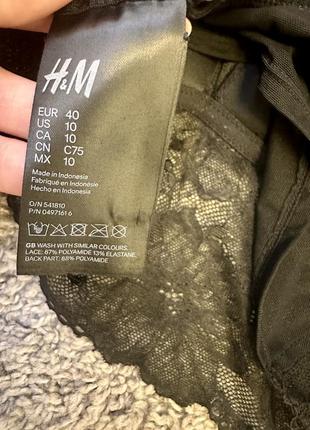 H&M
EUR 40
US 10
CA 10
CN C75
MX 10
Made in Indonesia
Fabriqué en Indonésie
Hecho en Indonesia
O/N 541810
P/N 0497161 6
GB WASH WITH SIMILAR COLOURS.
LACE: 67% POLYAMIDE 13% ELASTANE.
BACK PART: 68% POLYAMIDE